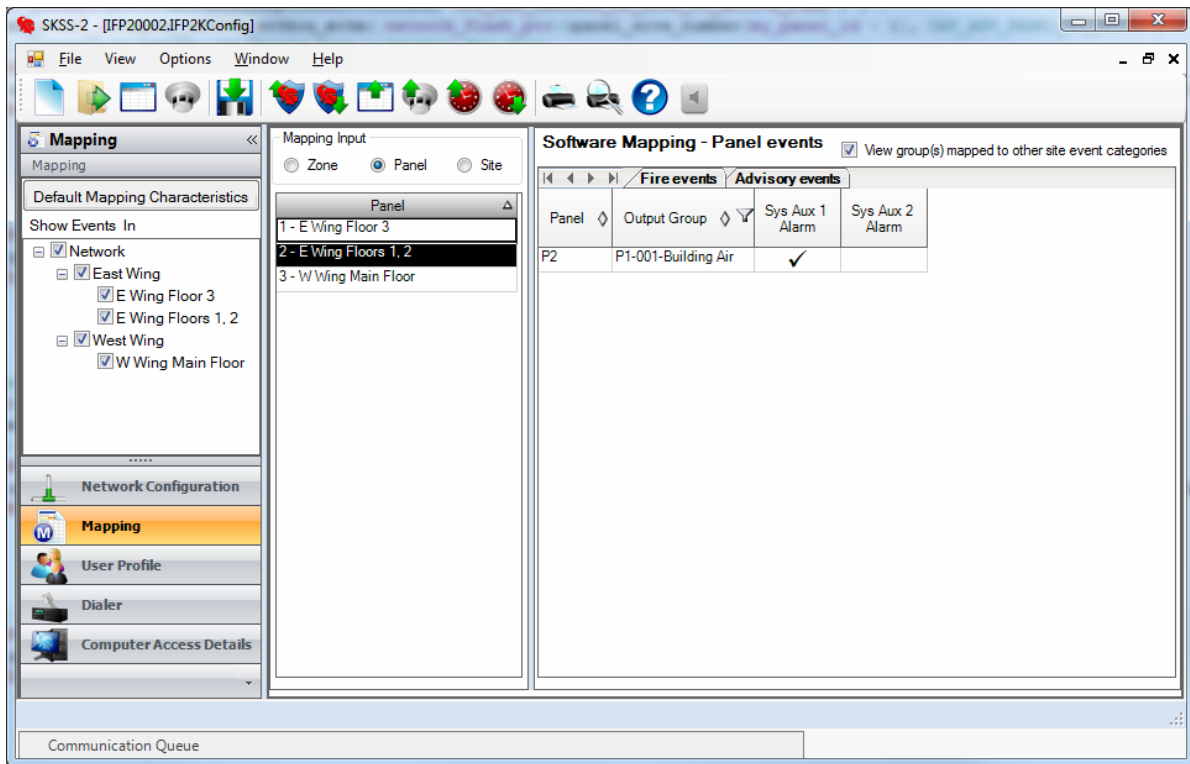 SKSS-2 - [IFP20002.IFP2KConfig]
File View Options Window Help
Mapping
Mapping
Default Mapping Characteristics
Show Events In
Network
East Wing
E Wing Floor 3
E Wing Floors 1, 2
West Wing
W Wing Main Floor
Network Configuration
Mapping
User Profile
Dialer
Computer Access Details
Mapping Input
Zone Panel Site
Panel
1 - E Wing Floor 3
2 - E Wing Floors 1, 2
3 - W Wing Main Floor
Software Mapping - Panel events
View group(s) mapped to other site event categories
Fire events Advisory events
Panel Output Group Sys Aux 1 Alarm Sys Aux 2 Alarm
P2 P1-001-Building Air
Communication Queue